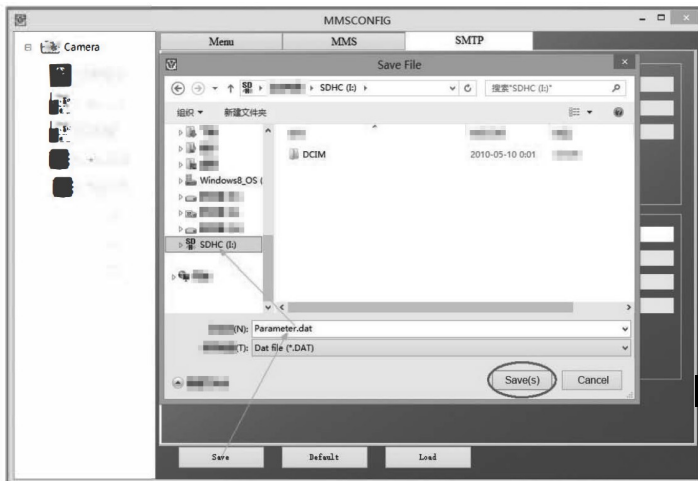 MMSCONFIG
Camera
Menu MMS SMTP
Save File
SDHC (I:)
搜索"SDHC (I:)"
组织 新建文件夹
DCIM 2010-05-10 0:01
Windows8_OS (
SD SDHC (I:)
(N): Parameter.dat
(T): Dat file (*.DAT)
Save(s) Cancel
Save Default Load